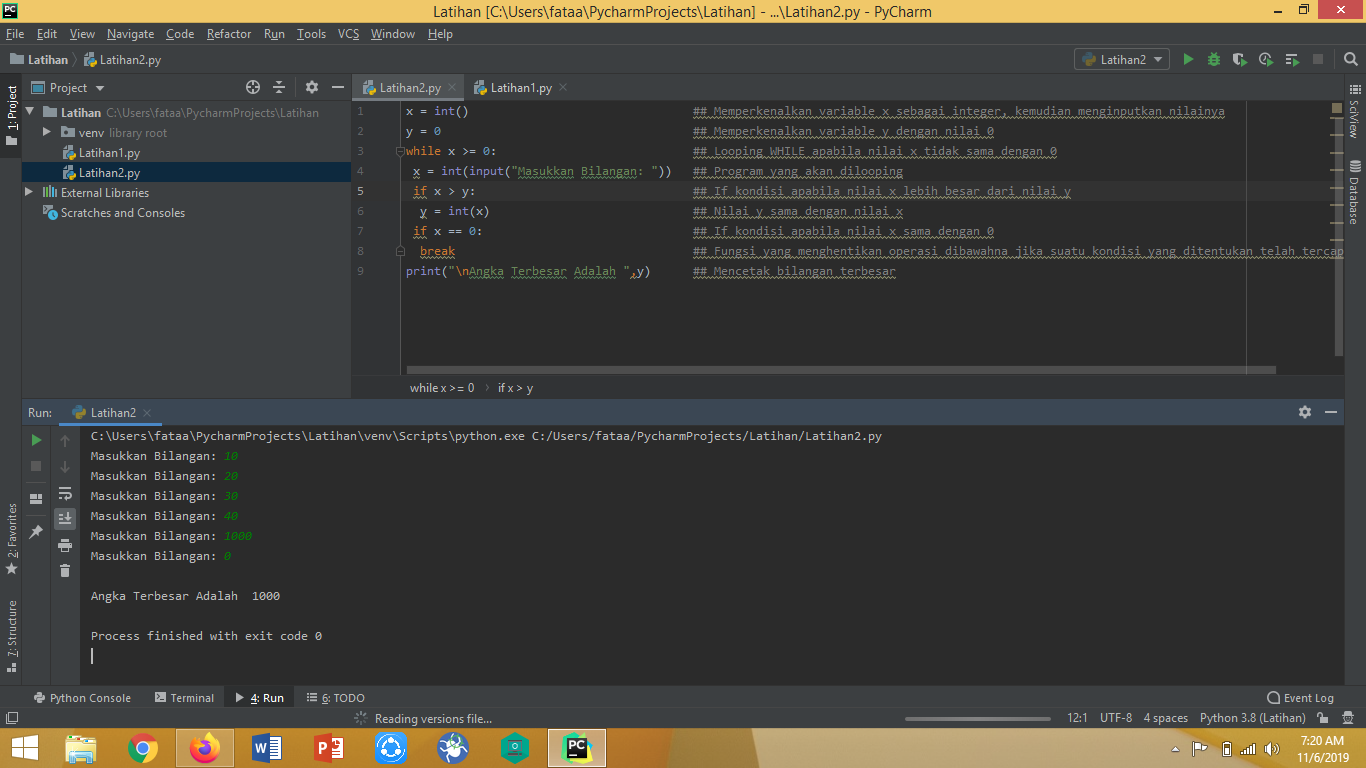 Latihan [C:\Users\fataa\PycharmProjects\Latihan] - ...\Latihan2.py - PyCharm
File Edit View Navigate Code Refactor Run Tools VCS Window Help
Latihan Latihan2.py
Latihan2
Project
Latihan2.py Latihan1.py
1: Project
Latihan C:\Users\fataa\PycharmProjects\Latihan
venv library root
Latihan1.py
Latihan2.py
External Libraries
Scratches and Consoles
1 x = int() ## Memperkenalkan variable x sebagai integer, kemudian menginputkan nilainya
2 y = 0 ## Memperkenalkan variable y dengan nilai 0
3 while x >= 0: ## Looping WHILE apabila nilai x tidak sama dengan 0
4 x = int(input("Masukkan Bilangan: ")) ## Program yang akan dilooping
5 if x > y: ## If kondisi apabila nilai x lebih besar dari nilai y
6 y = int(x) ## Nilai y sama dengan nilai x
7 if x == 0: ## If kondisi apabila nilai x sama dengan 0
8 break ## Fungsi yang menghentikan operasi dibawahna jika suatu kondisi yang ditentukan telah tercap
9 print("\nAngka Terbesar Adalah ",y) ## Mencetak bilangan terbesar
SciView
Database
while x >= 0 › if x > y
Run: Latihan2
C:\Users\fataa\PycharmProjects\Latihan\venv\Scripts\python.exe C:/Users/fataa/PycharmProjects/Latihan/Latihan2.py
Masukkan Bilangan: 10
Masukkan Bilangan: 20
Masukkan Bilangan: 30
Masukkan Bilangan: 40
Masukkan Bilangan: 1000
Masukkan Bilangan: 0
Angka Terbesar Adalah  1000
Process finished with exit code 0
2: Favorites
7: Structure
Python Console Terminal 4: Run 6: TODO Event Log
Reading versions file... 12:1 UTF-8 4 spaces Python 3.8 (Latihan)
7:20 AM
11/6/2019